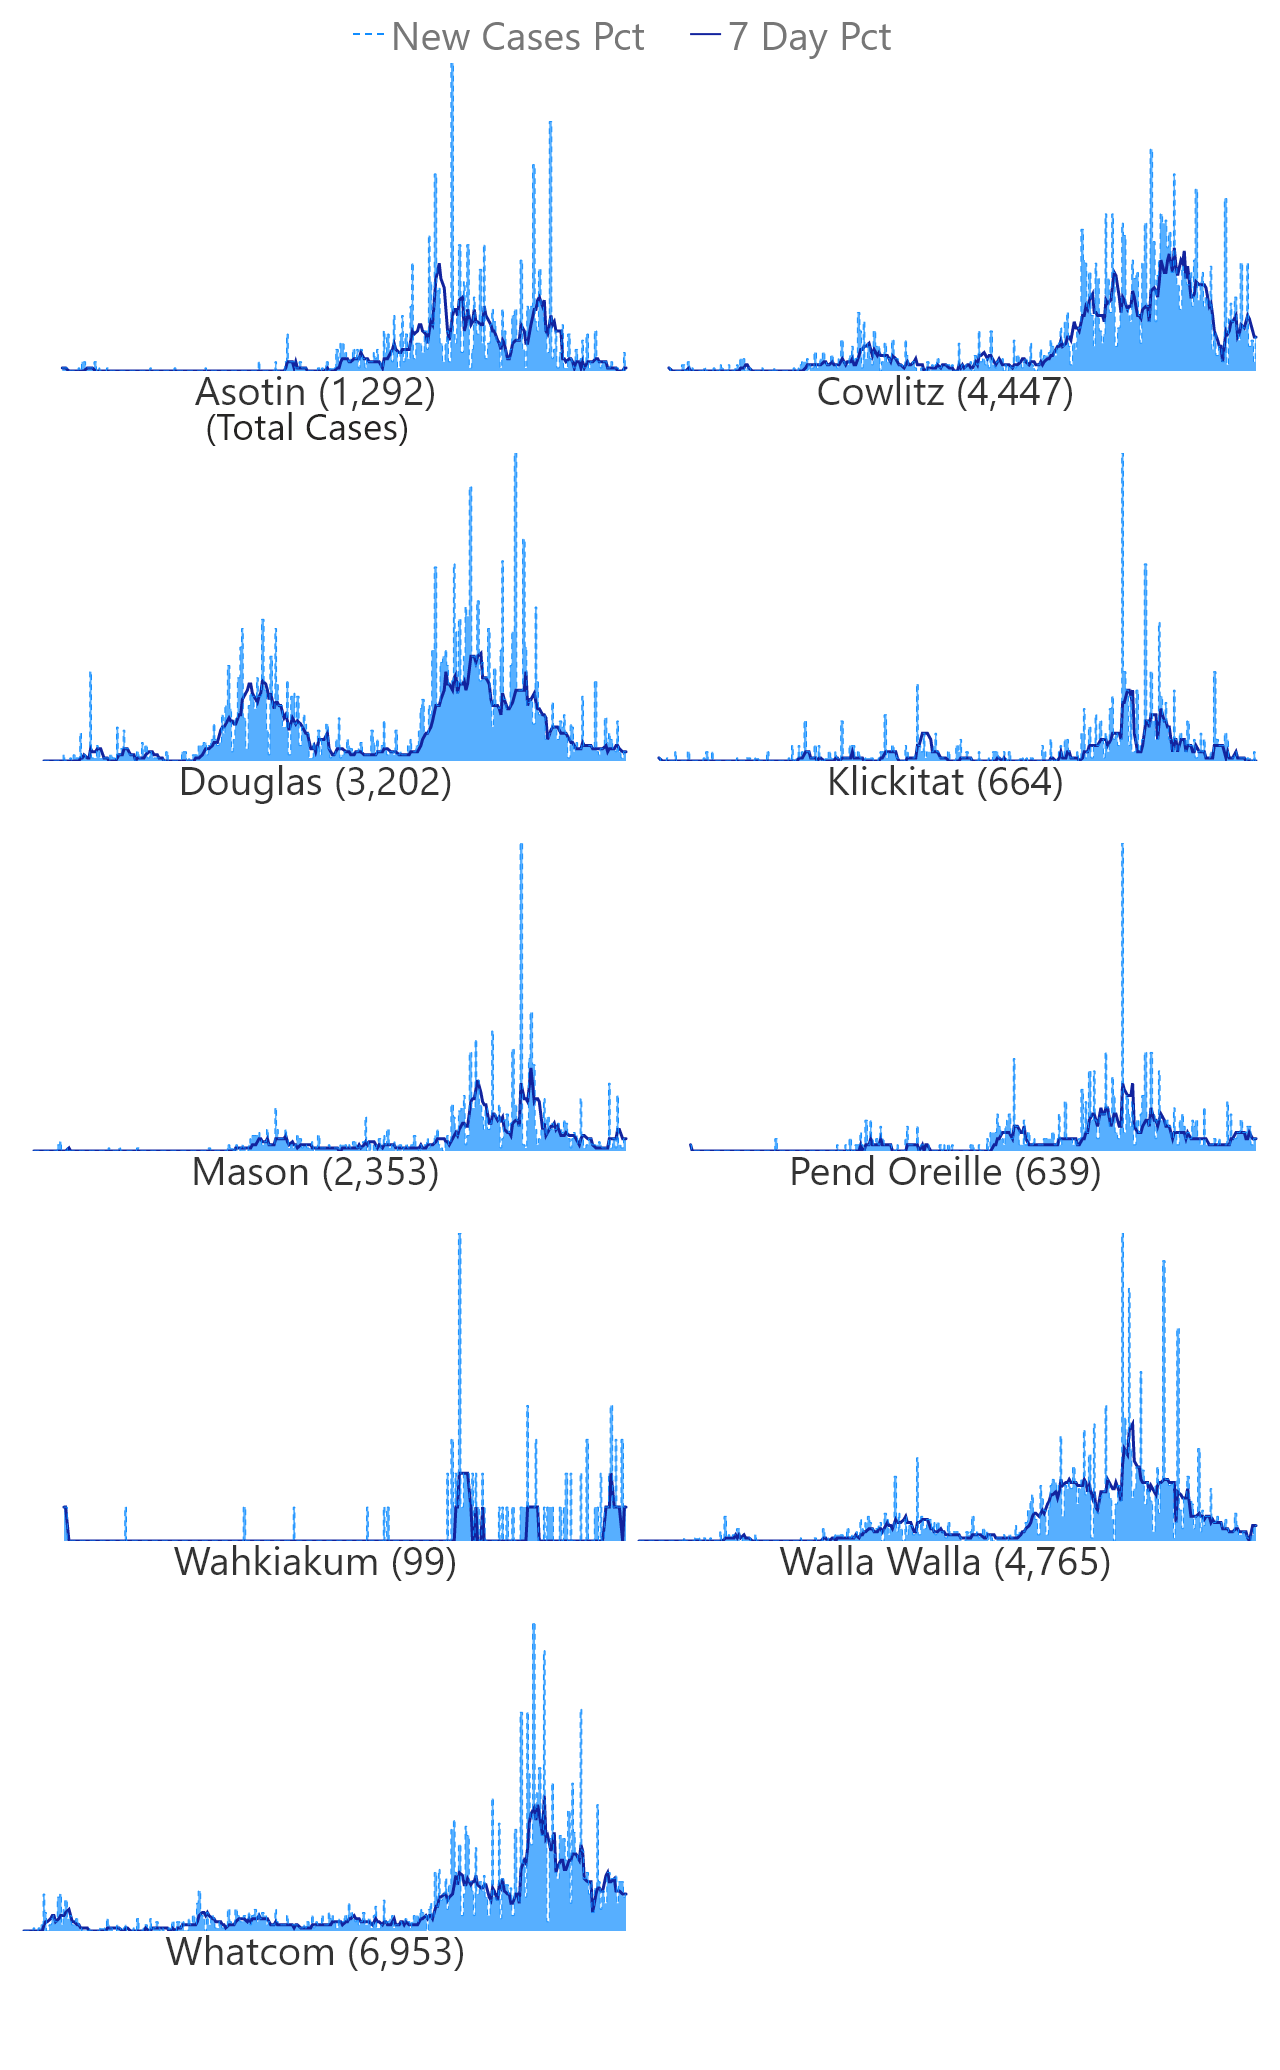 New Cases Pct 7 Day Pct
Asotin (1,292)
(Total Cases)
Cowlitz (4,447)
Douglas (3,202)
Klickitat (664)
Mason (2,353)
Pend Oreille (639)
Wahkiakum (99)
Walla Walla (4,765)
Whatcom (6,953)